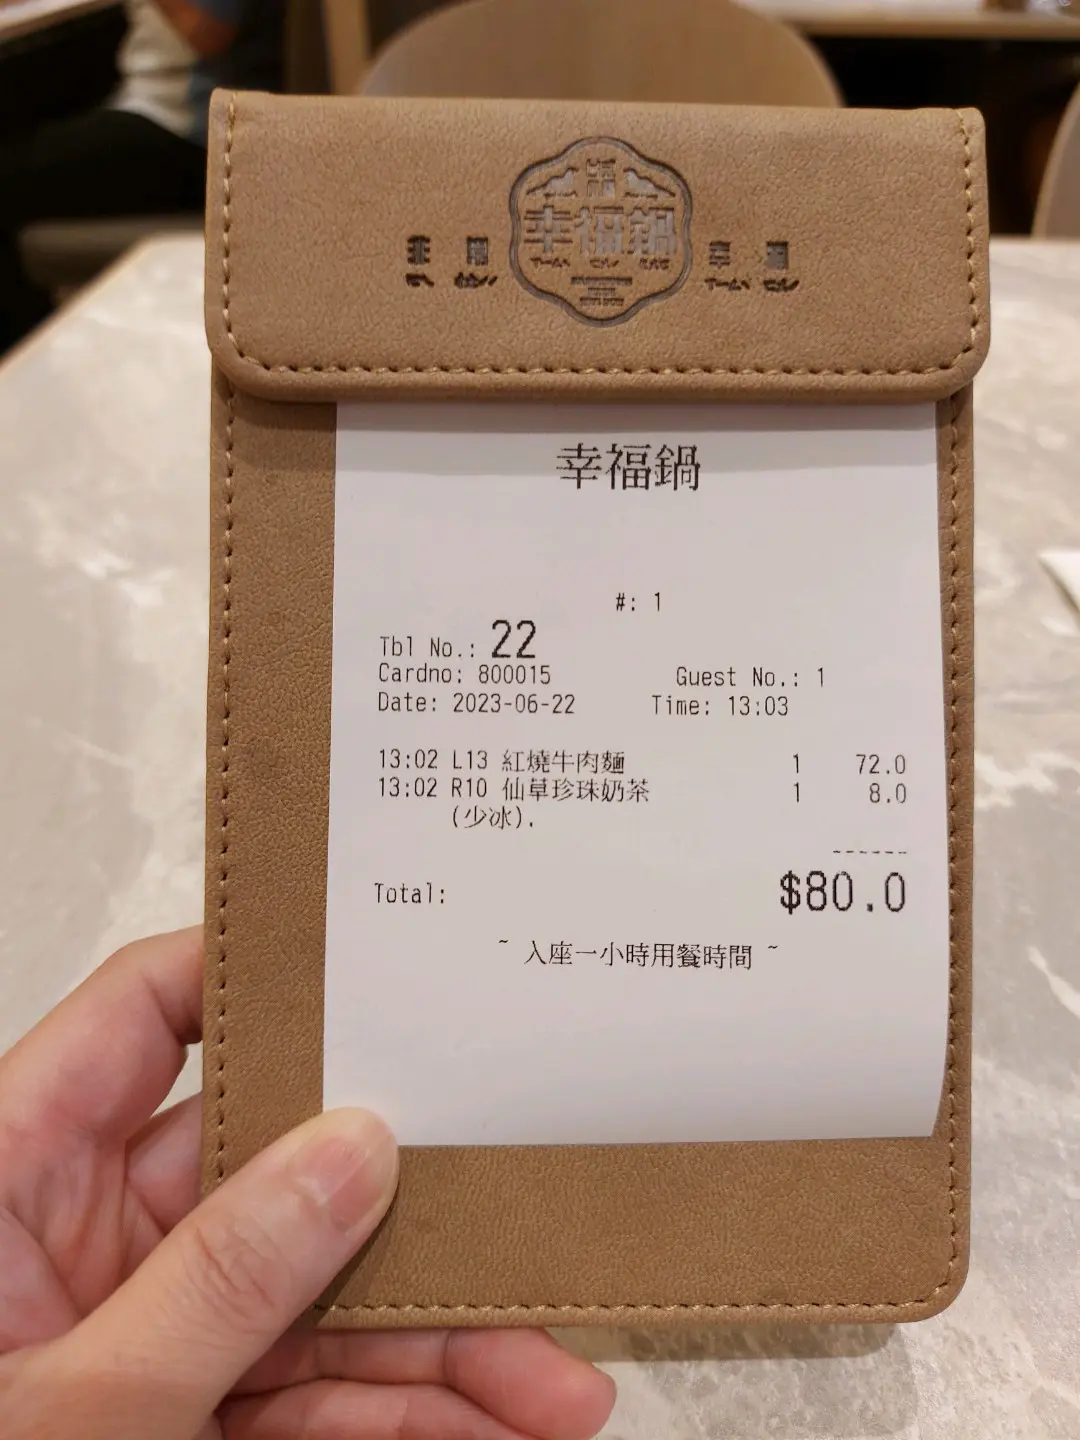 幸福鍋
幸福鍋
#: 1
Tbl No.: 22
Cardno: 800015 Guest No.: 1
Date: 2023-06-22 Time: 13:03
13:02 L13 紅燒牛肉麵 1 72.0
13:02 R10 仙草珍珠奶茶 1 8.0
(少冰).
------
Total: $80.0
~ 入座一小時用餐時間 ~